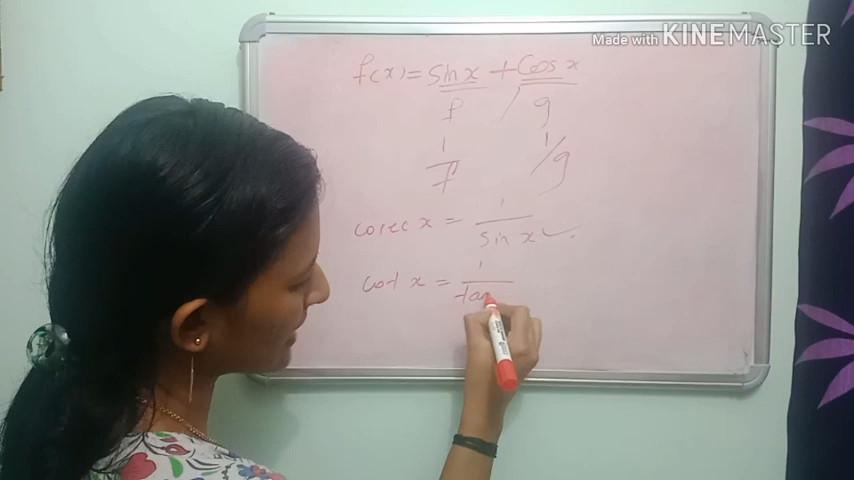 Made with KINEMASTER
f(x) = sin x + cos x
f / g
1/f 1/g
cosec x = 1/sin x ✓.
cot x = 1/tan